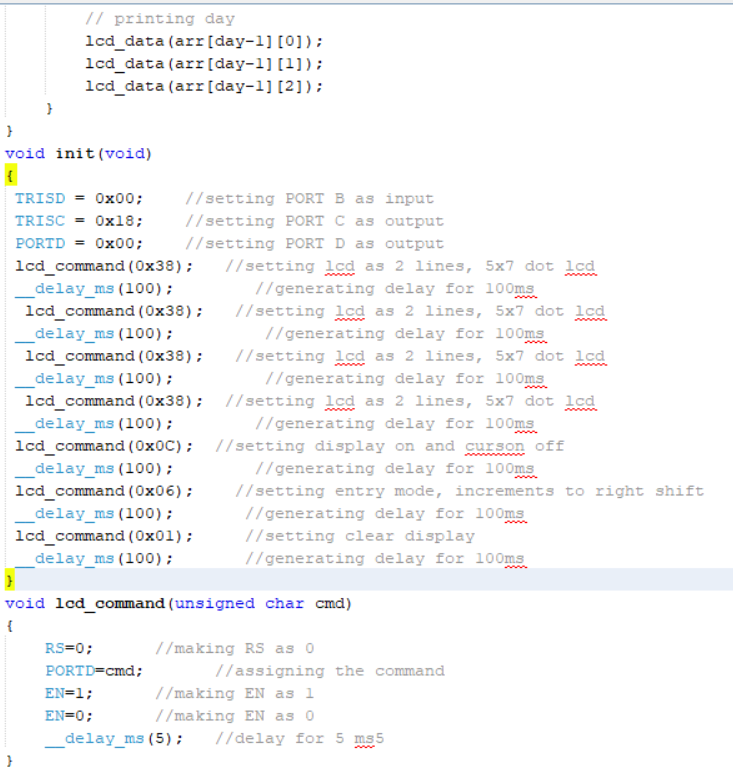 // printing day
lcd_data(arr[day-1][0]);
lcd_data(arr[day-1][1]);
lcd_data(arr[day-1][2]);
}
}
void init(void)
{
TRISD = 0x00;    //setting PORT B as input
TRISC = 0x18;    //setting PORT C as output
PORTD = 0x00;    //setting PORT D as output
lcd_command(0x38);   //setting lcd as 2 lines, 5x7 dot lcd
__delay_ms(100);        //generating delay for 100ms
lcd_command(0x38);   //setting lcd as 2 lines, 5x7 dot lcd
__delay_ms(100);         //generating delay for 100ms
lcd_command(0x38);   //setting lcd as 2 lines, 5x7 dot lcd
__delay_ms(100);         //generating delay for 100ms
lcd_command(0x38);  //setting lcd as 2 lines, 5x7 dot lcd
__delay_ms(100);        //generating delay for 100ms
lcd_command(0x0C);  //setting display on and curson off
__delay_ms(100);        //generating delay for 100ms
lcd_command(0x06);    //setting entry mode, increments to right shift
__delay_ms(100);       //generating delay for 100ms
lcd_command(0x01);     //setting clear display
__delay_ms(100);       //generating delay for 100ms
}
void lcd_command(unsigned char cmd)
{
RS=0;      //making RS as 0
PORTD=cmd;       //assigning the command
EN=1;      //making EN as 1
EN=0;      //making EN as 0
__delay_ms(5);   //delay for 5 ms5
}